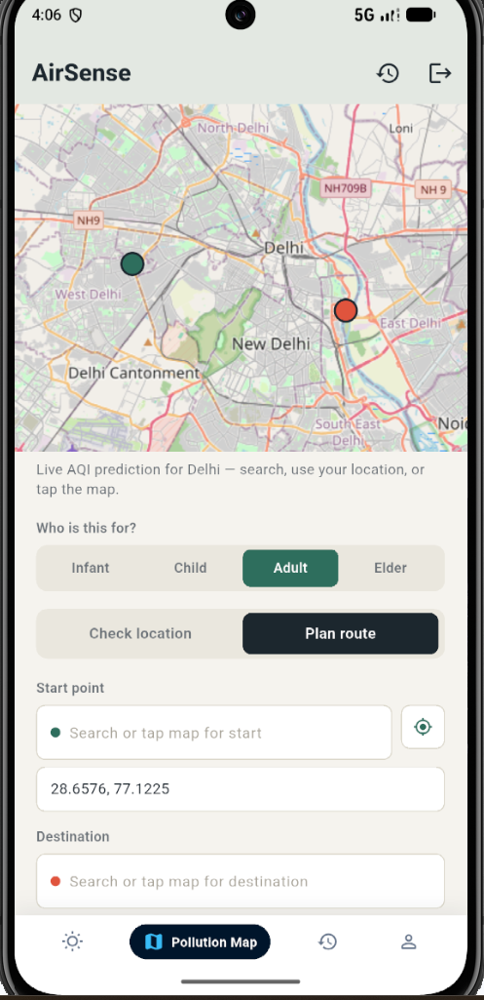 4:06
5G
AirSense
North Delhi
Loni
NH709B
NH 9
NH9
Delhi
West Delhi
East Delhi
New Delhi
Delhi Cantonment
South East
Delhi
Noi
Live AQI prediction for Delhi — search, use your location, or
tap the map.
Who is this for?
Infant Child Adult Elder
Check location Plan route
Start point
Search or tap map for start
28.6576, 77.1225
Destination
Search or tap map for destination
Pollution Map